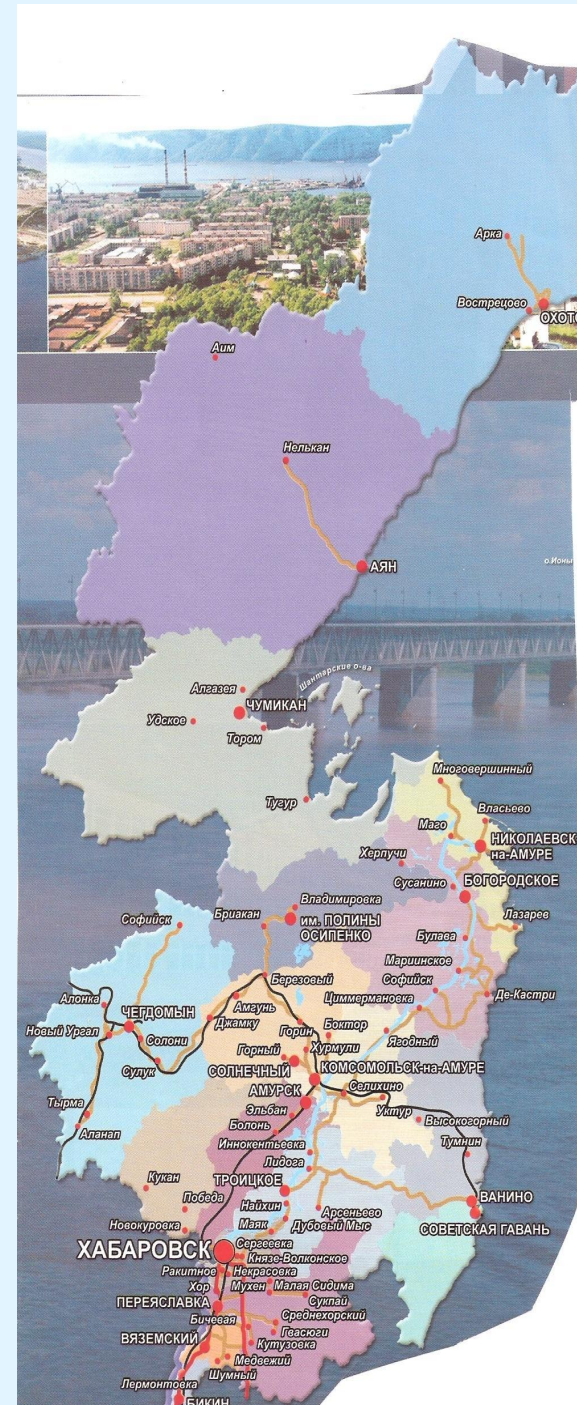 Арка
Вострецово
ОХОТС
Аим
Нелькан
АЯН
о.Ионы
Шантарские о-ва
Алгазея
ЧУМИКАН
Удское
Тором
Тугур
Многовершинный
Власьево
Маго
НИКОЛАЕВСК-
на-АМУРЕ
Херпучи
Сусанино
БОГОРОДСКОЕ
Владимировка
Бриакан
им. ПОЛИНЫ
ОСИПЕНКО
Софийск
Лазарев
Булава
Мариинское
Березовый
Софийск
Де-Кастри
Алонка
ЧЕГДОМЫН
Амгунь
Циммермановка
Джамку
Новый Ургал
Солони
Горин
Боктор
Ягодный
Сулук
Горный
Хурмули
СОЛНЕЧНЫЙ
КОМСОМОЛЬСК-на-АМУРЕ
АМУРСК
Селихино
Тырма
Эльбан
Уктур
Высокогорный
Аланап
Болонь
Иннокентьевка
Тумнин
Лидога
Кукан
ТРОИЦКОЕ
Победа
Найхин
Арсеньево
ВАНИНО
Новокуровка
Маяк
Дубовый Мыс
СОВЕТСКАЯ ГАВАНЬ
ХАБАРОВСК
Сергеевка
Князе-Волконское
Ракитное
Некрасовка
Хор
Мухен
Малая Сидима
ПЕРЕЯСЛАВКА
Сукпай
Бичевая
Среднехорский
ВЯЗЕМСКИЙ
Гвасюги
Кутузовка
Медвежий
Шумный
Лермонтовка
БИКИН